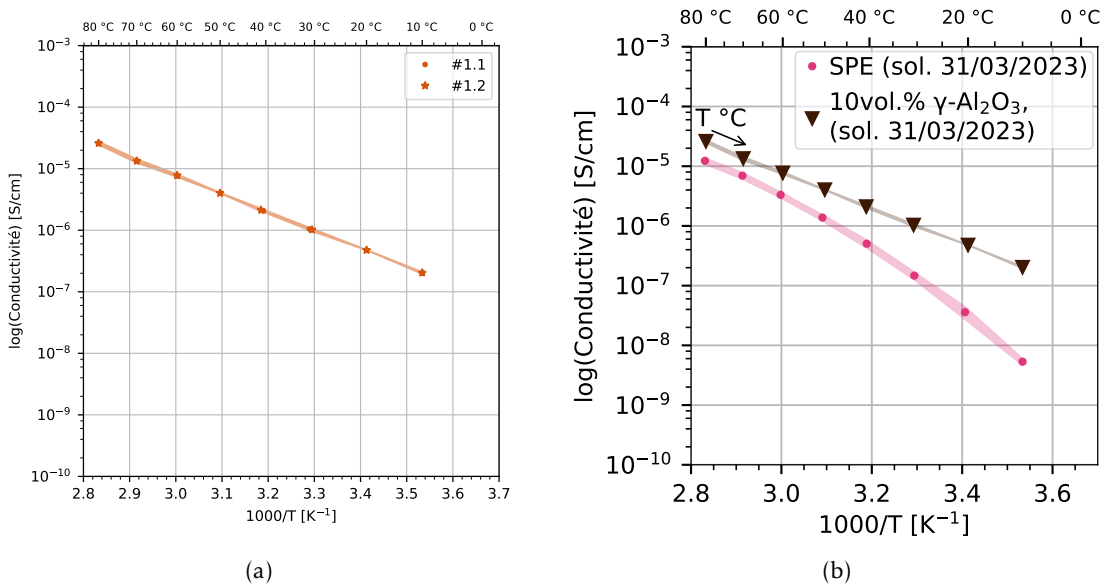 80 °C 70 °C 60 °C 50 °C 40 °C 30 °C 20 °C 10 °C 0 °C
10⁻³
10⁻⁴
10⁻⁵
10⁻⁶
10⁻⁷
10⁻⁸
10⁻⁹
10⁻¹⁰
log(Conductivité) [S/cm]
#1.1
#1.2
2.8 2.9 3.0 3.1 3.2 3.3 3.4 3.5 3.6 3.7
1000/T [K⁻¹]
(a)
80 °C 60 °C 40 °C 20 °C 0 °C
10⁻³
10⁻⁴
10⁻⁵
10⁻⁶
10⁻⁷
10⁻⁸
10⁻⁹
10⁻¹⁰
log(Conductivité) [S/cm]
SPE (sol. 31/03/2023)
10vol.% γ-Al₂O₃,
(sol. 31/03/2023)
T °C
2.8 3.0 3.2 3.4 3.6
1000/T [K⁻¹]
(b)